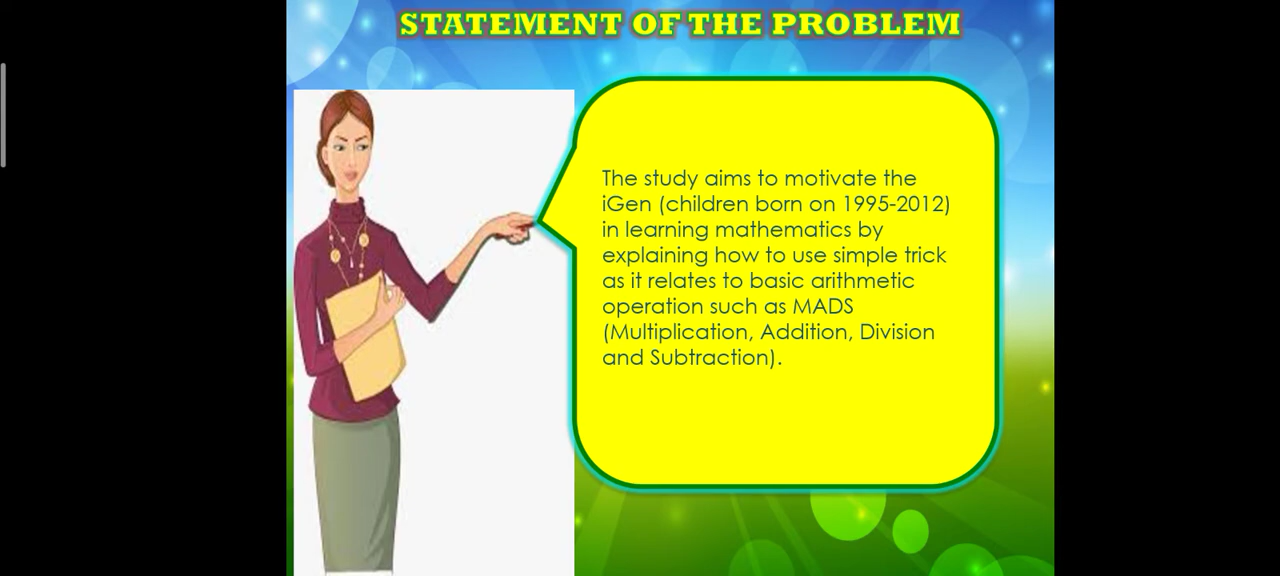 STATEMENT OF THE PROBLEM
The study aims to motivate the
iGen (children born on 1995-2012)
in learning mathematics by
explaining how to use simple trick
as it relates to basic arithmetic
operation such as MADS
(Multiplication, Addition, Division
and Subtraction).